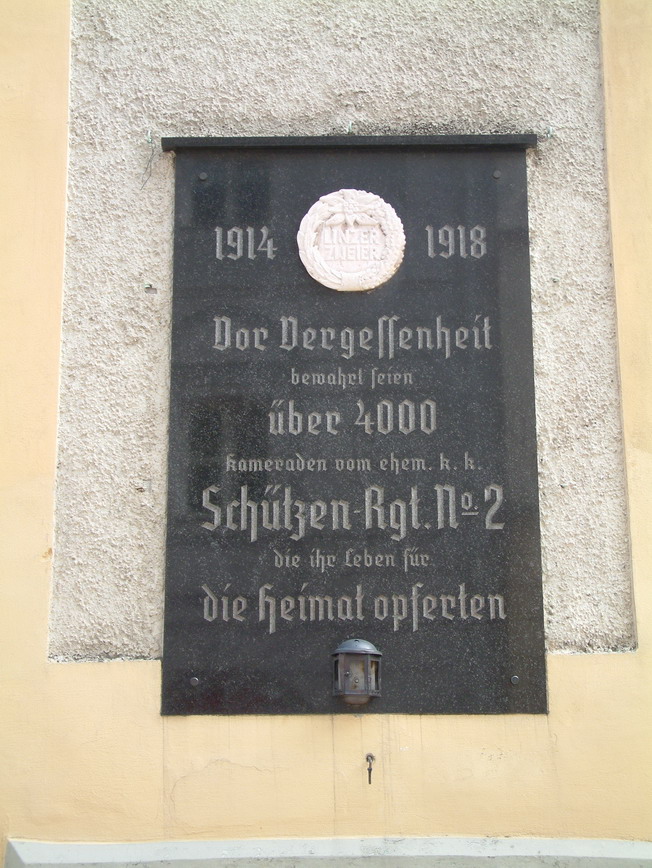 1914
LINZER
ZWEIER
1918
Vor Vergessenheit
bewahrt seien
über 4000
Kameraden vom ehem. k. k.
Schützen-Rgt. No. 2
die ihr Leben für
die Heimat opferten